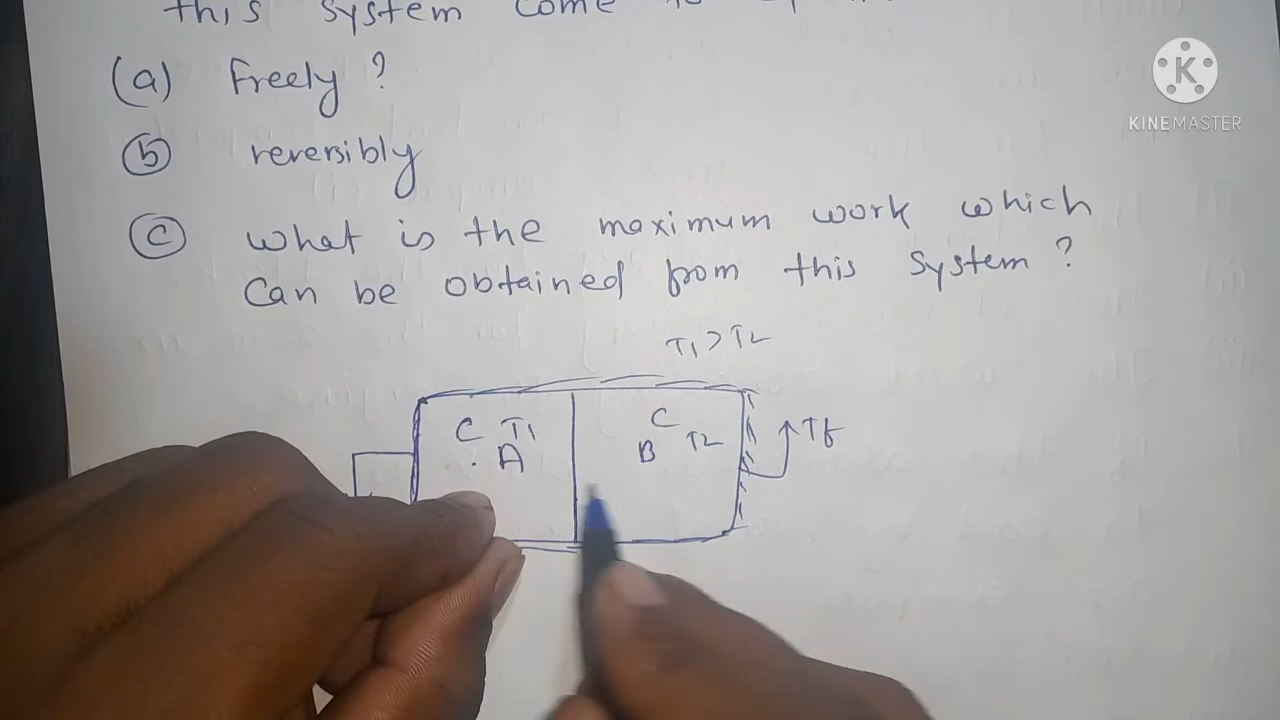 this system come to
(a) Freely ?
(b) reversibly
(c) what is the maximum work which
Can be obtained from this system ?
T1 > T2
C T1
A
C
B T2
Tf
KINEMASTER